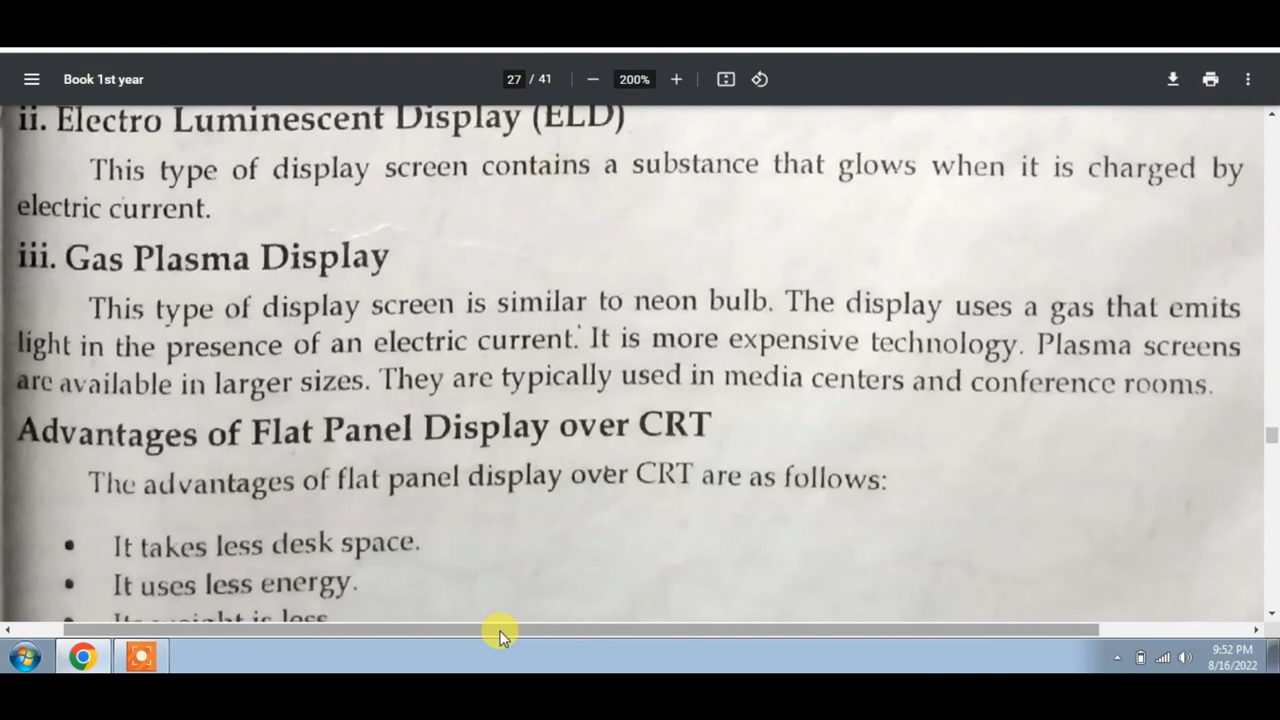 Book 1st year
27 / 41
200%
ii. Electro Luminescent Display (ELD)
This type of display screen contains a substance that glows when it is charged by
electric current.
iii. Gas Plasma Display
This type of display screen is similar to neon bulb. The display uses a gas that emits
light in the presence of an electric current. It is more expensive technology. Plasma screens
are available in larger sizes. They are typically used in media centers and conference rooms.
Advantages of Flat Panel Display over CRT
The advantages of flat panel display over CRT are as follows:
• It takes less desk space.
• It uses less energy.
• Its weight is less
9:52 PM
8/16/2022